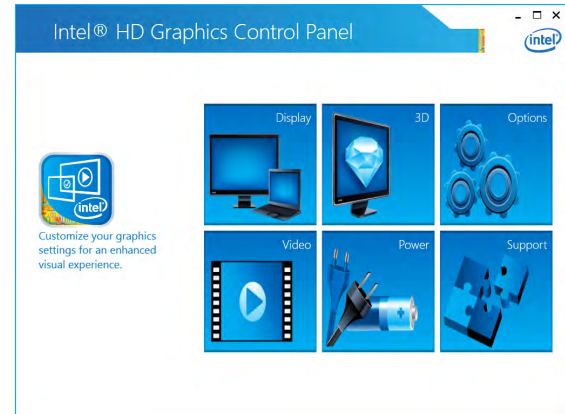 Intel® HD Graphics Control Panel
intel
Display
3D
Options
intel
Customize your graphics
settings for an enhanced
visual experience.
Video
Power
Support